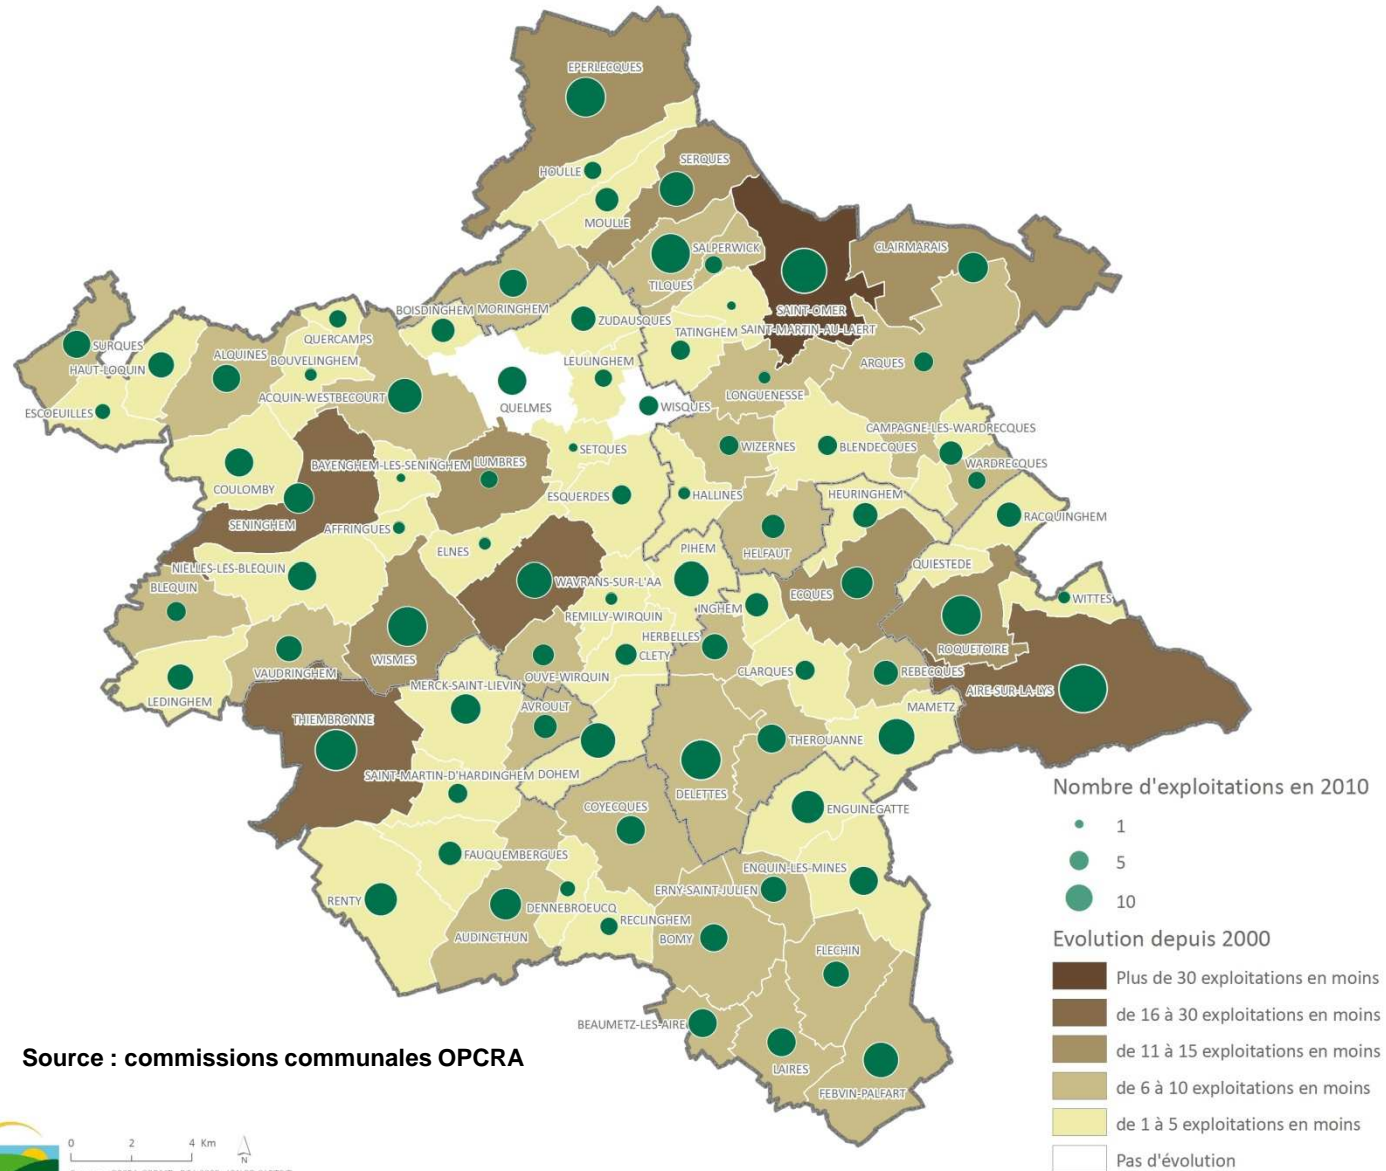 EPERLECQUES
HOULLE
SERQUES
MOULLE
SALPERWICK
TILQUES
CLAIRMARAIS
SAINT-OMER
BOISDINGHEM
MORINGHEM
ZUDAUSQUES
TATINGHEM
SAINT-MARTIN-AU-LAERT
SURQUES
HAUT-LOQUIN
ALQUINES
QUERCAMPS
BOUVELINGHEM
LEULINGHEM
ARQUES
ESCOEUILLES
ACQUIN-WESTBECOURT
QUELMES
WISQUES
LONGUENESSE
CAMPAGNE-LES-WARDRECQUES
SETQUES
WIZERNES
BLENDECQUES
WARDRECQUES
COULOMBY
BAYENGHEM-LES-SENINGHEM
LUMBRES
ESQUERDES
HALLINES
HEURINGHEM
RACQUINGHEM
SENINGHEM
AFFRINGUES
ELNES
PIHEM
HELFAUT
QUIESTEDE
NIELLES-LES-BLEQUIN
BLEQUIN
WAVRANS-SUR-L'AA
REMILLY-WIRQUIN
INGHEM
ECQUES
WITTES
HERBELLES
ROQUETOIRE
WISMES
VAUDRINGHEM
OUVE-WIRQUIN
CLETY
CLARQUES
REBECQUES
AIRE-SUR-LA-LYS
LEDINGHEM
MERCK-SAINT-LIEVIN
AVROULT
MAMETZ
THIEMBRONNE
THEROUANNE
SAINT-MARTIN-D'HARDINGHEM
DOHEM
DELETTES
COYECQUES
ENGUINEGATTE
FAUQUEMBERGUES
ENQUIN-LES-MINES
ERNY-SAINT-JULIEN
RENTY
DENNEBROEUCQ
RECLINGHEM
AUDINCTHUN
BOMY
FLECHIN
BEAUMETZ-LES-AIRE
LAIRES
FEBVIN-PALFART
Nombre d'exploitations en 2010
1
5
10
Evolution depuis 2000
Plus de 30 exploitations en moins
de 16 à 30 exploitations en moins
de 11 à 15 exploitations en moins
de 6 à 10 exploitations en moins
de 1 à 5 exploitations en moins
Pas d'évolution
Source : commissions communales OPCRA
0 2 4 Km
N